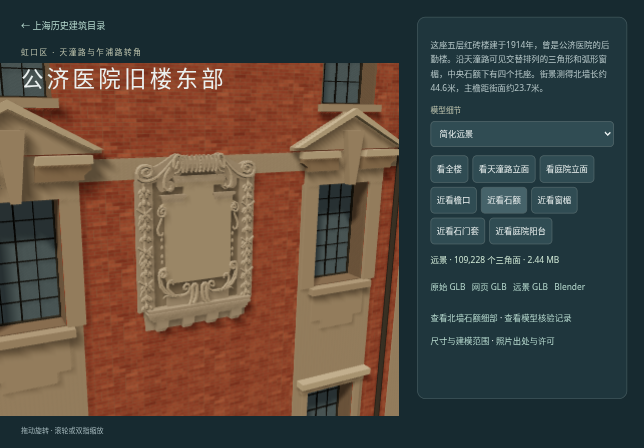 ← 上海历史建筑目录
虹口区 · 天潼路与乍浦路转角
公济医院旧楼东部
拖动旋转 · 滚轮或双指缩放
这座五层红砖楼建于1914年，曾是公济医院的后
勤楼。沿天潼路可见交替排列的三角形和弧形窗
楣，中央石额下有四个托座。街景测得北墙长约
44.6米，主檐距街面约23.7米。
模型细节
简化远景
看全楼 看天潼路立面 看庭院立面
近看檐口 近看石额 近看窗楣
近看石门套 近看庭院阳台
远景 · 109,228 个三角面 · 2.44 MB
原始 GLB 网页 GLB 远景 GLB Blender
查看北墙石额细部 · 查看模型核验记录
尺寸与建模范围 · 照片出处与许可